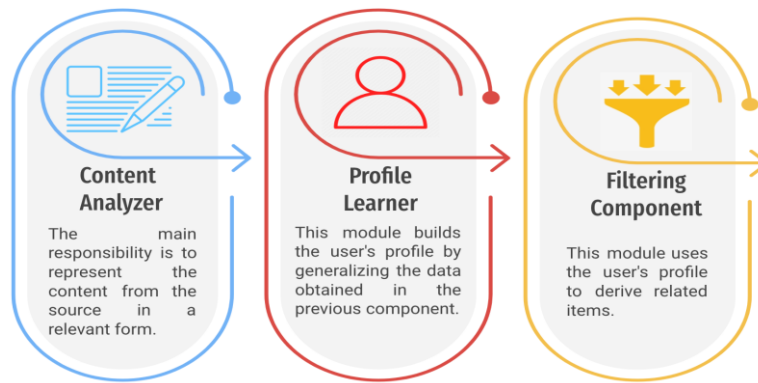 Content
Analyzer
The main
responsibility is to
represent the
content from the
source in a
relevant form.
Profile
Learner
This module builds
the user's profile by
generalizing the data
obtained in the
previous component.
Filtering
Component
This module uses
the user's profile
to derive related
items.